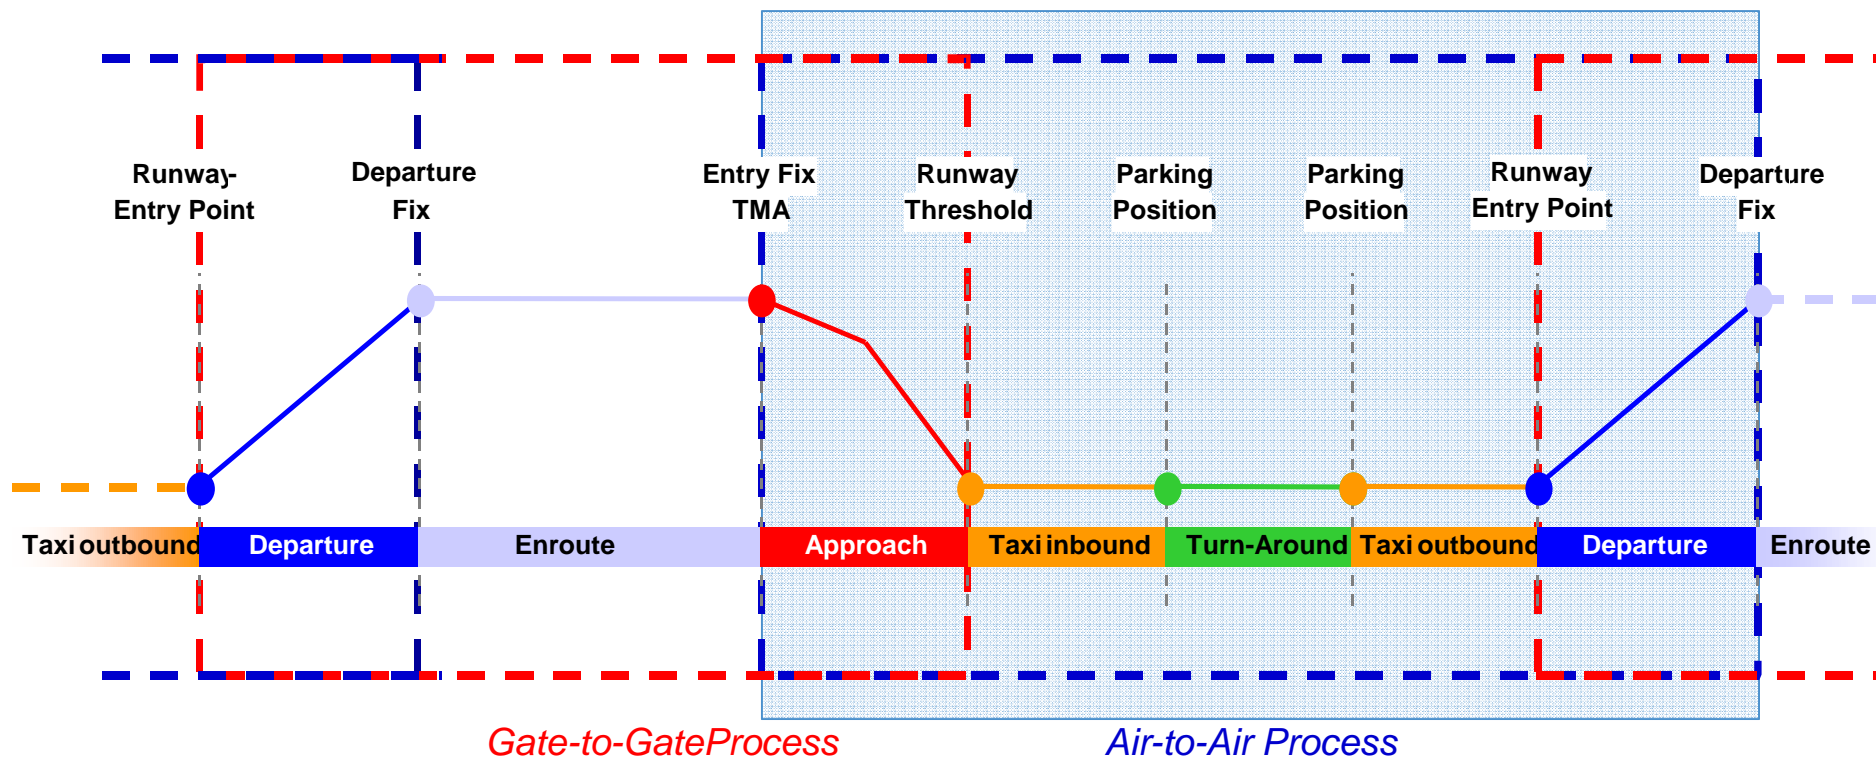 Runway-
Entry Point
Departure
Fix
Entry Fix
TMA
Runway
Threshold
Parking
Position
Parking
Position
Runway
Entry Point
Departure
Fix
Taxi outbound
Departure
Enroute
Approach
Taxi inbound
Turn-Around
Taxi outbound
Departure
Enroute
Gate-to-GateProcess
Air-to-Air Process